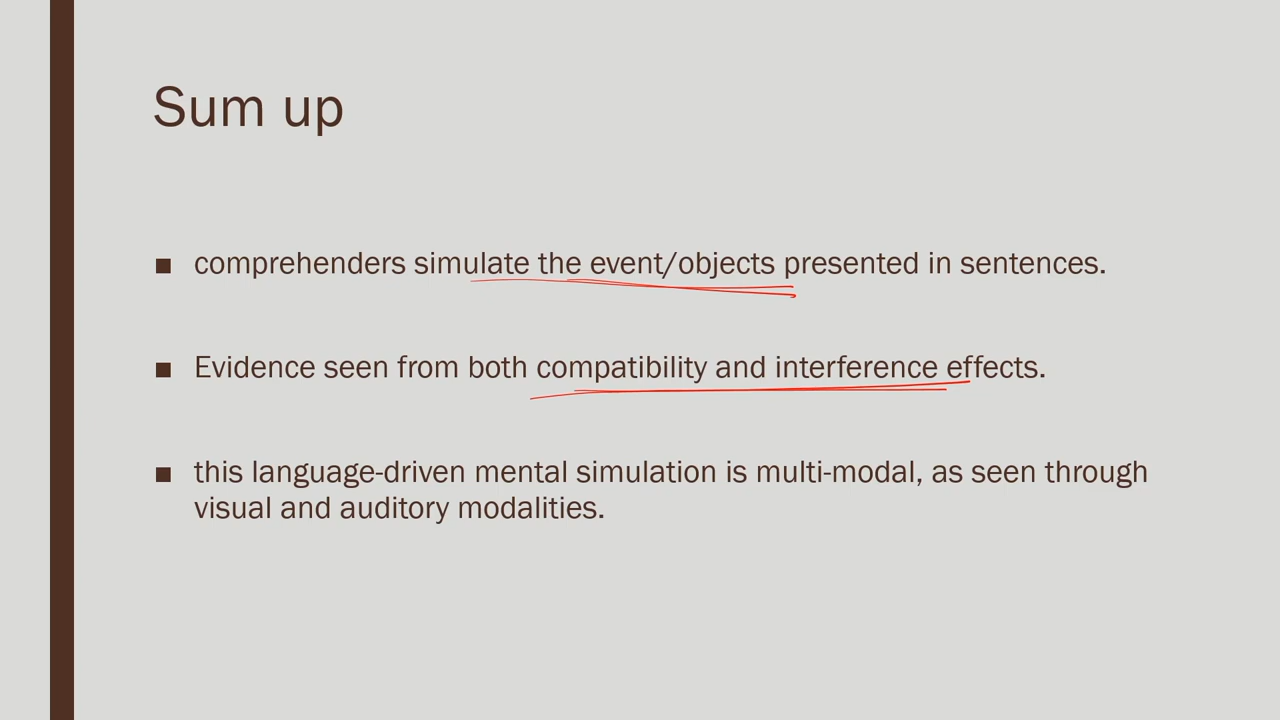 Sum up
■ comprehenders simulate the event/objects presented in sentences.
■ Evidence seen from both compatibility and interference effects.
■ this language-driven mental simulation is multi-modal, as seen through
visual and auditory modalities.